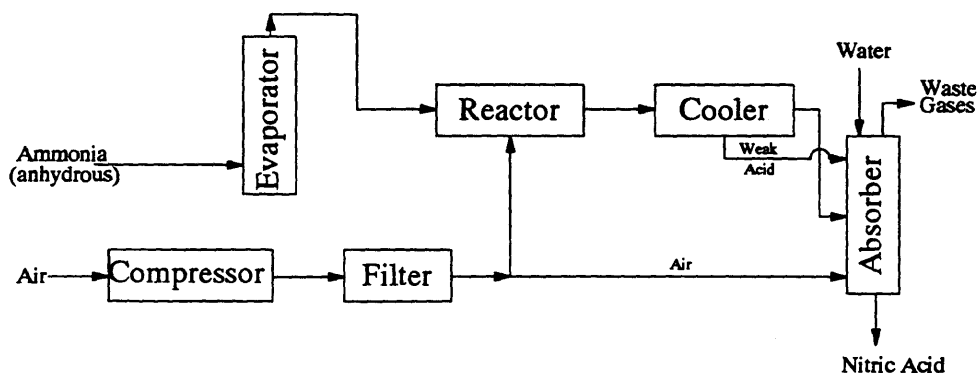 Evaporator
Water
Waste
Gases
Reactor
Cooler
Ammonia
(anhydrous)
Weak
Acid
Absorber
Air
Compressor
Filter
Air
Nitric Acid